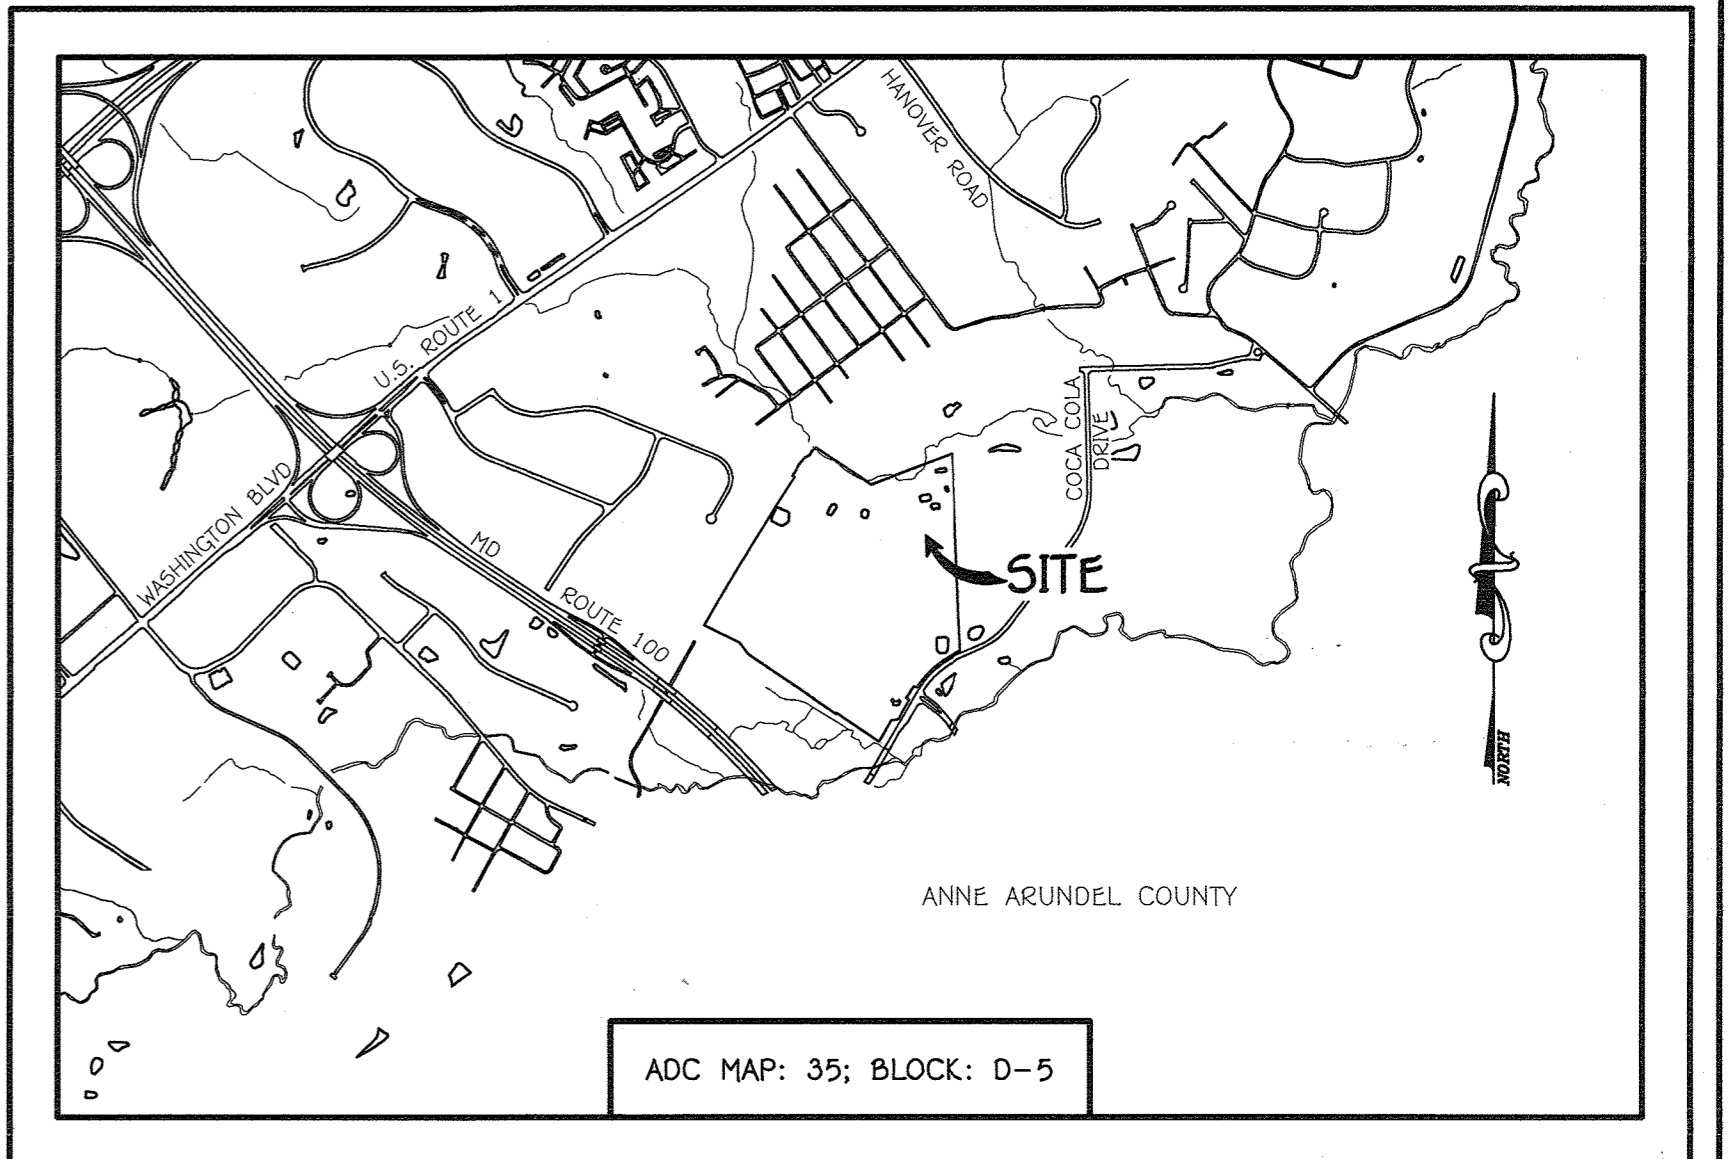 HANOVER ROAD
U.S. ROUTE 1
COCA COLA
DRIVE
WASHINGTON BLVD
MD
ROUTE 100
SITE
NORTH
ANNE ARUNDEL COUNTY
ADC MAP: 35; BLOCK: D-5